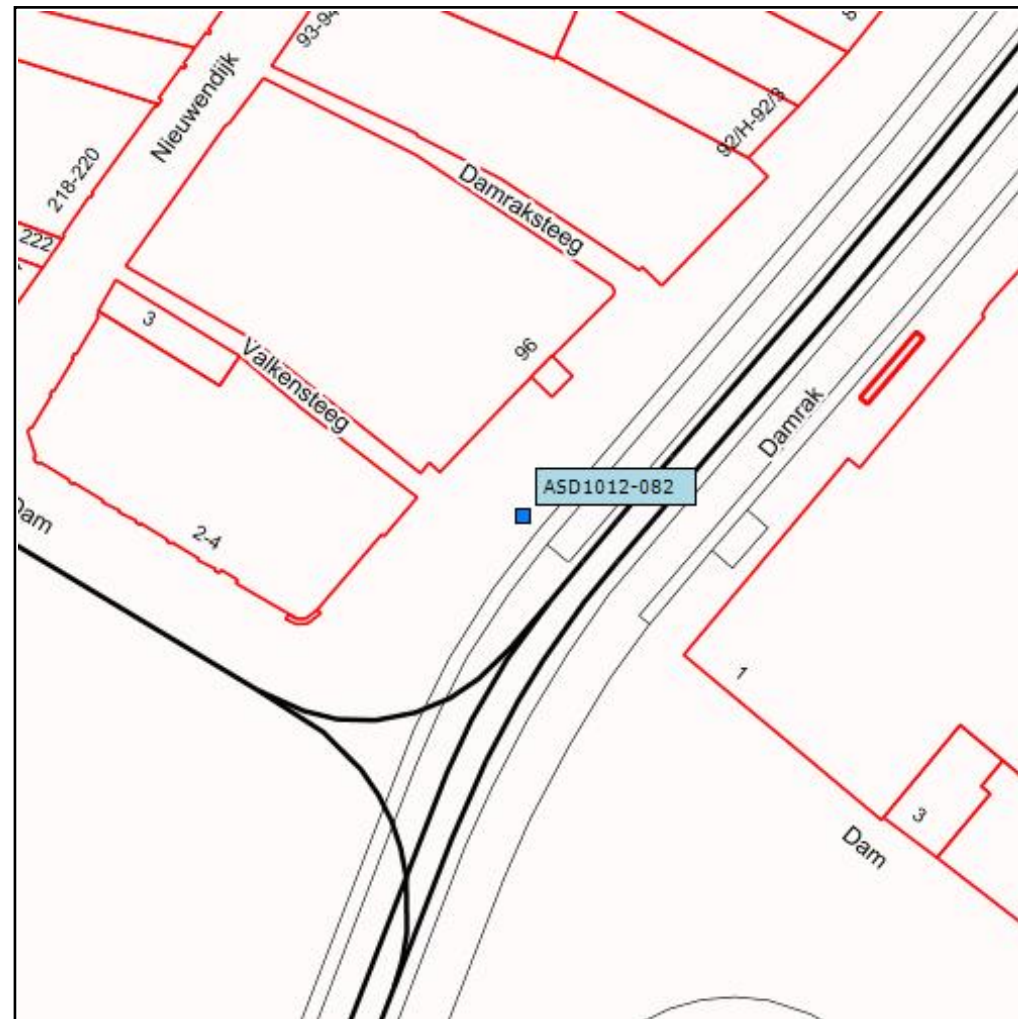 93-94
8
Nieuwendijk
92/H-92/3
218-220
Damraksteeg
222
3
Valkensteeg
96
Damrak
ASD1012-082
Dam
2-4
1
3
Dam